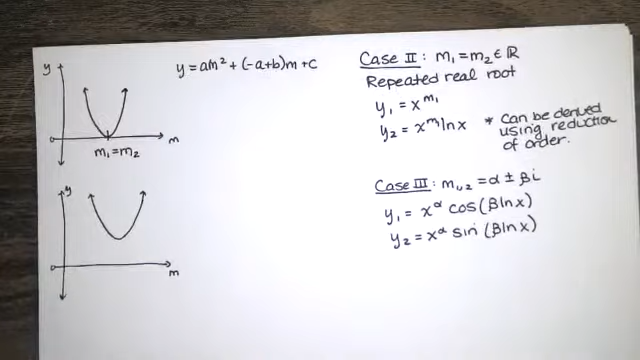 y
m
m₁=m₂
y
m
y = am² + (-a+b)m + c
Case II : m₁ = m₂ ∈ ℝ
Repeated real root
y₁ = x^m₁
y₂ = x^m₁ ln x
* Can be derived
using reduction
of order.
Case III : m₁,₂ = α ± βi
y₁ = x^α cos(β ln x)
y₂ = x^α sin (β ln x)